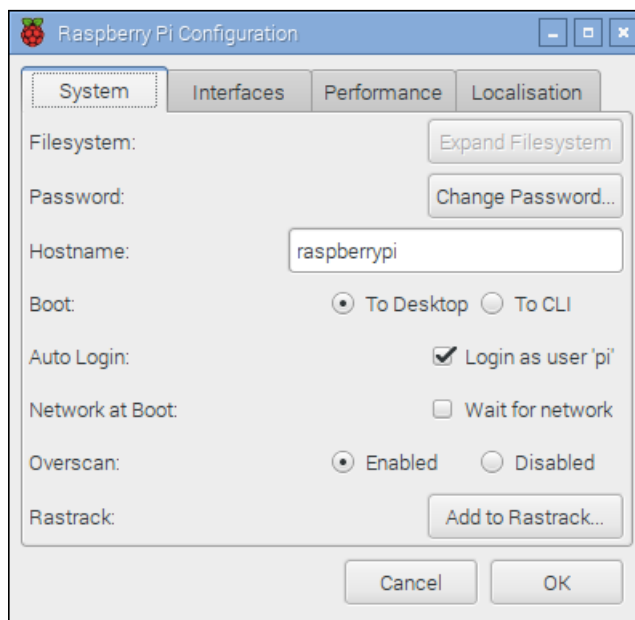 Raspberry Pi Configuration
System Interfaces Performance Localisation
Filesystem: Expand Filesystem
Password: Change Password...
Hostname: raspberrypi
Boot: To Desktop To CLI
Auto Login: Login as user 'pi'
Network at Boot: Wait for network
Overscan: Enabled Disabled
Rastrack: Add to Rastrack...
Cancel OK